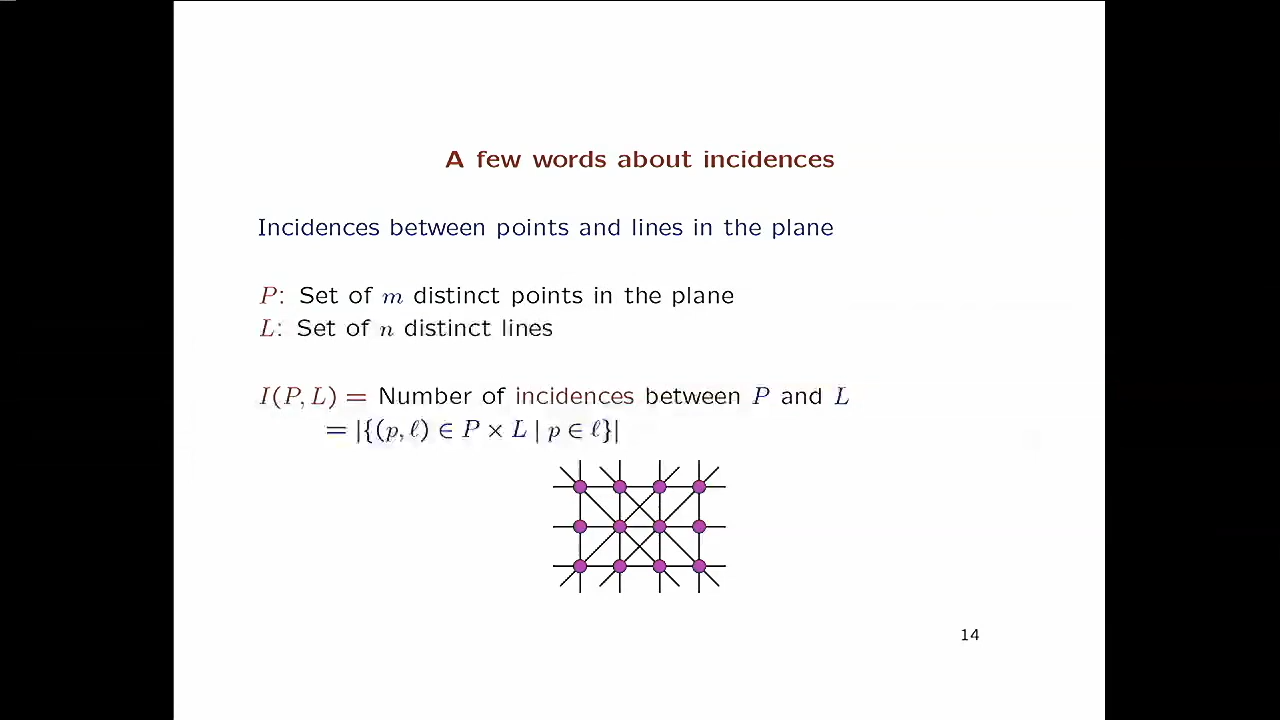 A few words about incidences
Incidences between points and lines in the plane
P: Set of m distinct points in the plane
L: Set of n distinct lines
I(P, L) = Number of incidences between P and L
= |{(p, ℓ) ∈ P × L | p ∈ ℓ}|
14